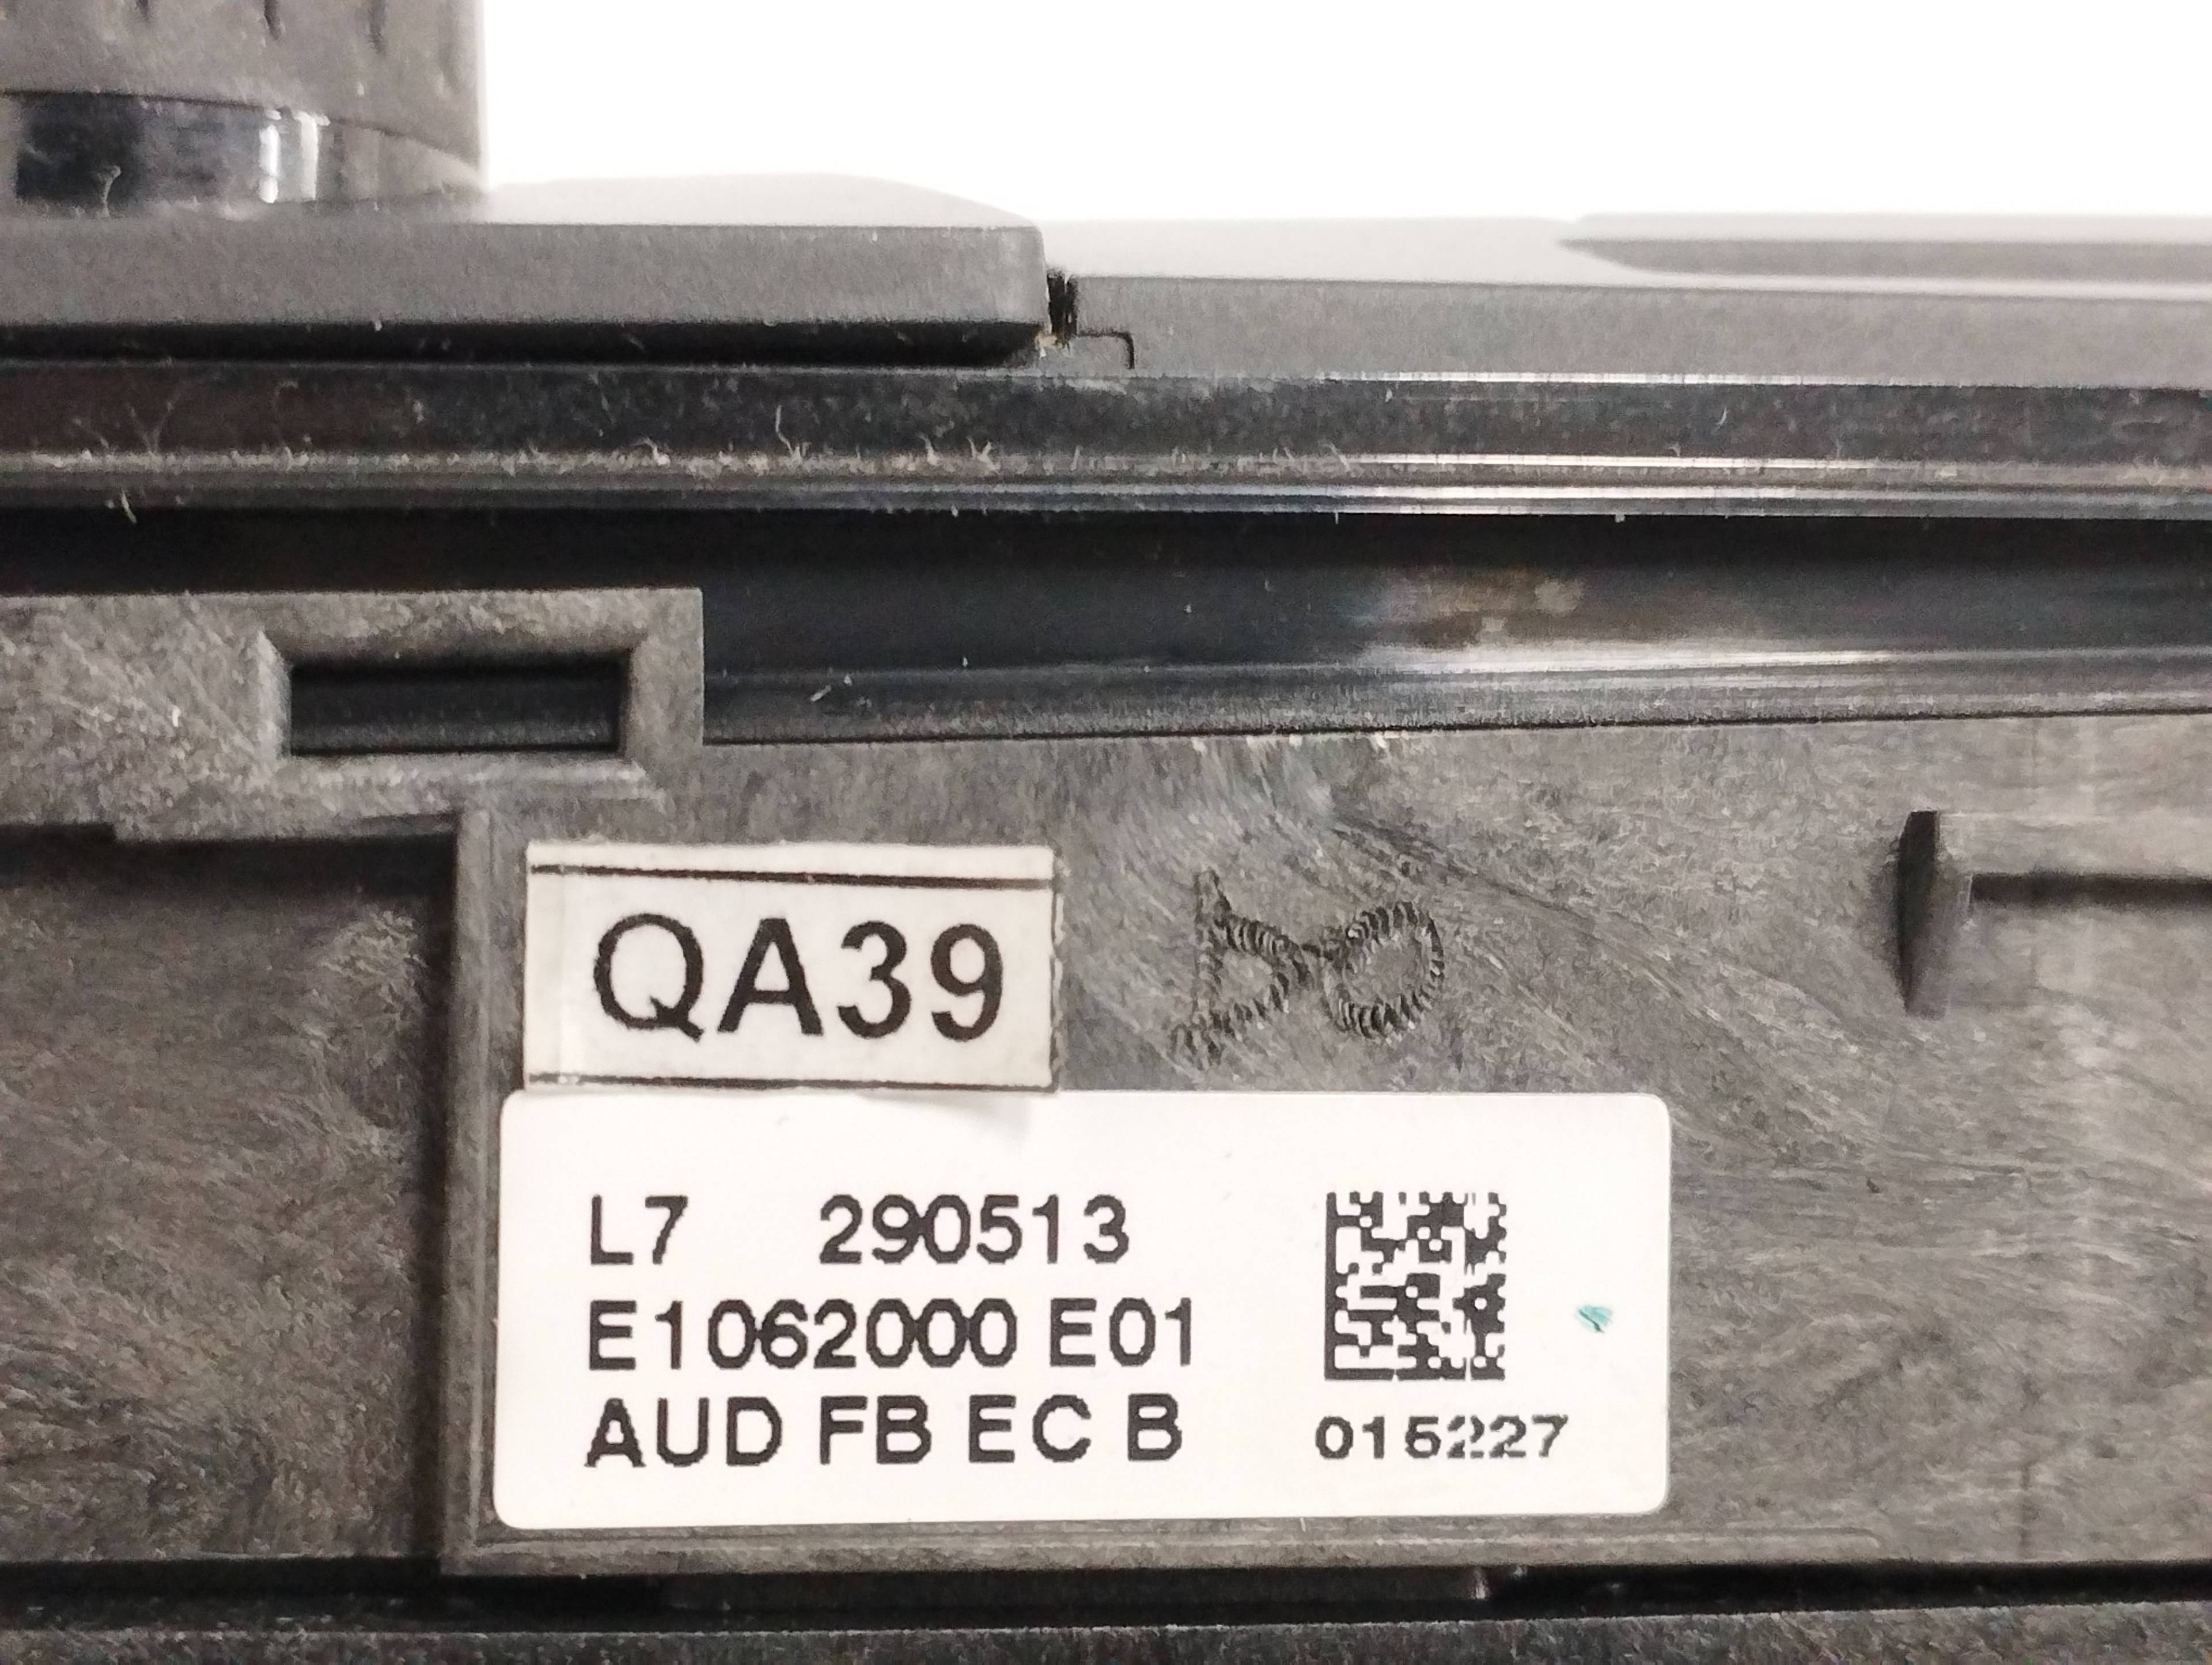 QA39
L7 290513
E1062000 E01
AUD FB EC B
015227